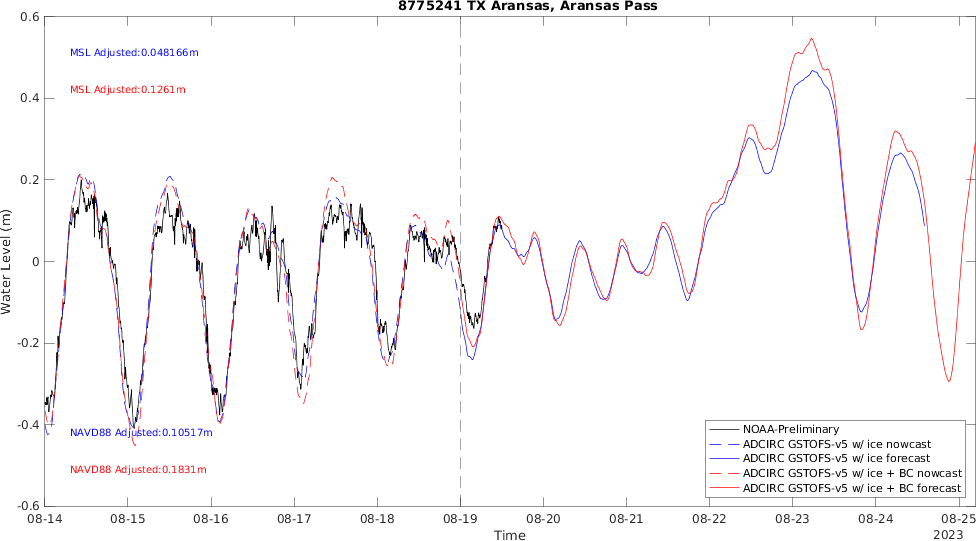 8775241 TX Aransas, Aransas Pass
0.6
MSL Adjusted:0.048166m
MSL Adjusted:0.1261m
0.4
0.2
0
-0.2
-0.4
-0.6
Water Level (m)
NAVD88 Adjusted:0.10517m
NAVD88 Adjusted:0.1831m
NOAA-Preliminary
ADCIRC GSTOFS-v5 w/ ice nowcast
ADCIRC GSTOFS-v5 w/ ice forecast
ADCIRC GSTOFS-v5 w/ ice + BC nowcast
ADCIRC GSTOFS-v5 w/ ice + BC forecast
08-14 08-15 08-16 08-17 08-18 08-19 08-20 08-21 08-22 08-23 08-24 08-25
Time
2023